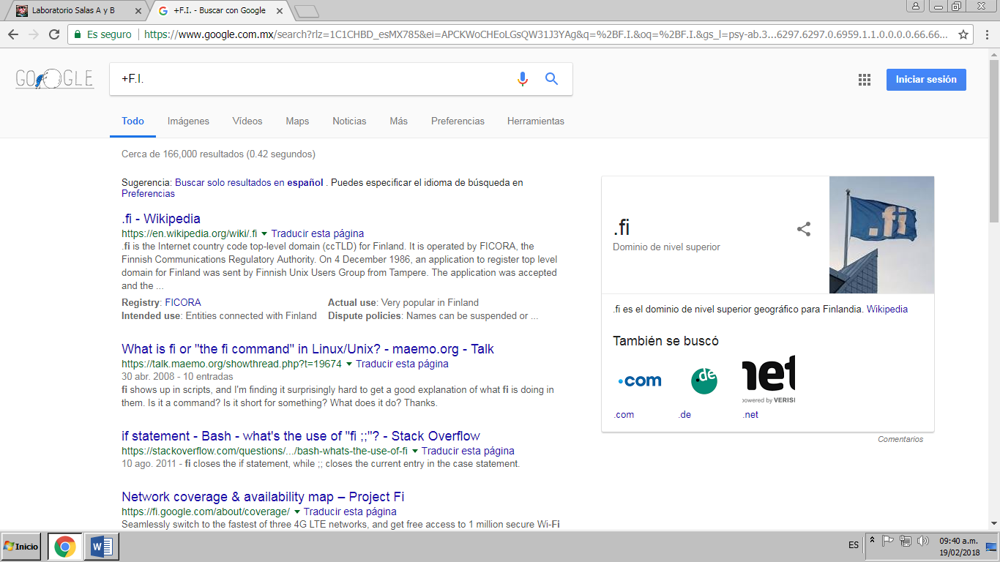 Laboratorio Salas A y B
+F.I. - Buscar con Google
Es seguro
https://www.google.com.mx/search?rlz=1C1CHBD_esMX785&ei=APCKWoCHEoLGsQW31J3YAg&q=%2BF.I.&oq=%2BF.I.&gs_l=psy-ab.3...6297.6297.0.6959.1.1.0.0.0.0.66.66...
GOOGLE
+F.I.
Iniciar sesión
Todo Imágenes Vídeos Maps Noticias Más Preferencias Herramientas
Cerca de 166,000 resultados (0.42 segundos)
Sugerencia: Buscar solo resultados en español . Puedes especificar el idioma de búsqueda en
Preferencias
.fi - Wikipedia
https://en.wikipedia.org/wiki/.fi Traducir esta página
.fi is the Internet country code top-level domain (ccTLD) for Finland. It is operated by FICORA, the
Finnish Communications Regulatory Authority. On 4 December 1986, an application to register top level
domain for Finland was sent by Finnish Unix Users Group from Tampere. The application was accepted
and the ...
Registry: FICORA Actual use: Very popular in Finland
Intended use: Entities connected with Finland Dispute policies: Names can be suspended or ...
What is fi or "the fi command" in Linux/Unix? - maemo.org - Talk
https://talk.maemo.org/showthread.php?t=19674 Traducir esta página
30 abr. 2008 - 10 entradas
fi shows up in scripts, and I'm finding it surprisingly hard to get a good explanation of what fi is doing in
them. Is it a command? Is it short for something? What does it do? Thanks.
if statement - Bash - what's the use of "fi ;;"? - Stack Overflow
https://stackoverflow.com/questions/.../bash-whats-the-use-of-fi Traducir esta página
10 ago. 2011 - fi closes the if statement, while ;; closes the current entry in the case statement.
Network coverage & availability map – Project Fi
https://fi.google.com/about/coverage/ Traducir esta página
Seamlessly switch to the fastest of three 4G LTE networks, and get free access to 1 million secure Wi-Fi
.fi
Dominio de nivel superior
.fi
.fi es el dominio de nivel superior geográfico para Finlandia. Wikipedia
También se buscó
.com .de net
powered by VERISI
.com .de .net
Comentarios
Inicio
ES
09:40 a.m.
19/02/2018